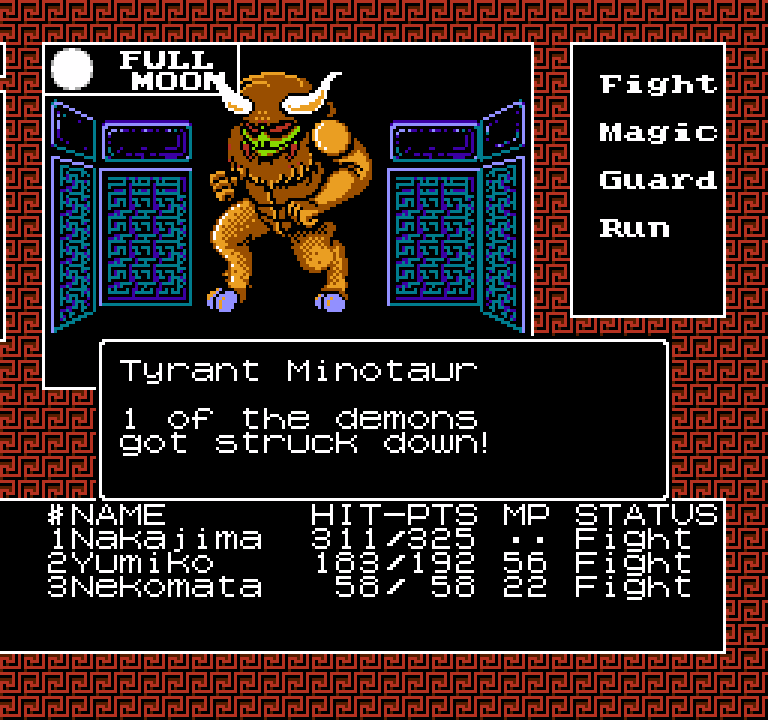 FULL
MOON
Fight
Magic
Guard
Run
Tyrant Minotaur
1 of the demons
got struck down!
#NAME HIT-PTS MP STATUS
1Nakajima 311/325 .. Fight
2Yumiko 183/192 56 Fight
3Nekomata 58/ 58 22 Fight